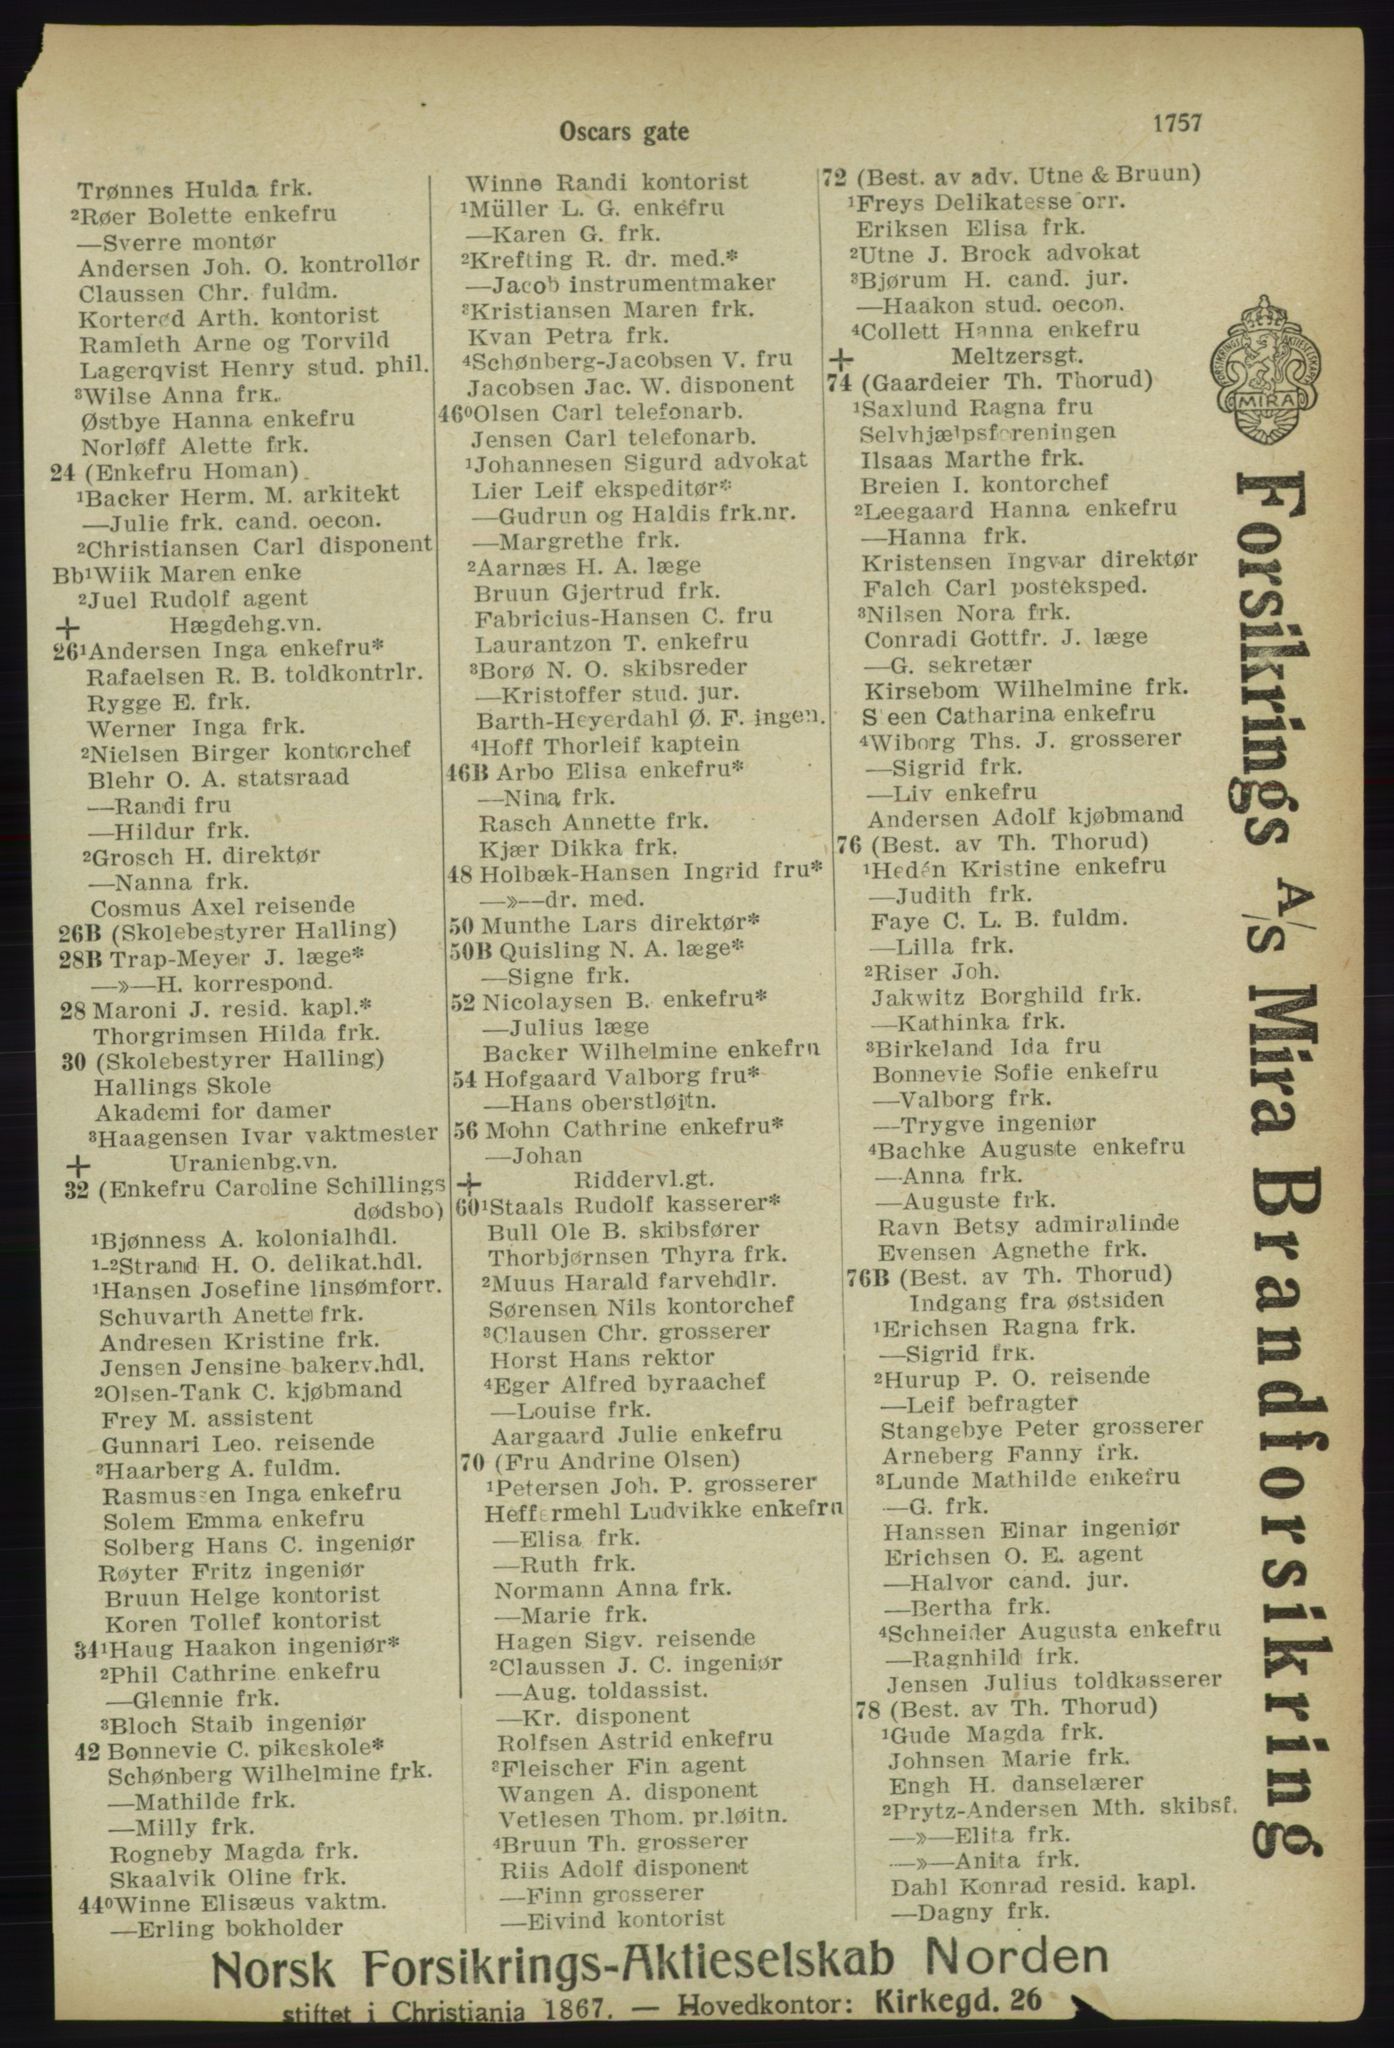 Oscars gate
1757
Trønnes Hulda frk.
²Røer Bolette enkefru
—Sverre montør
Andersen Joh. O. kontrollør
Claussen Chr. fuldm.
Korterød Arth. kontorist
Ramleth Arne og Torvild
Lagerqvist Henry stud. phil.
³Wilse Anna frk.
Østbye Hanna enkefru
Norløff Alette frk.
24 (Enkefru Homan)
¹Backer Herm. M. arkitekt
—Julie frk. cand. oecon.
²Christiansen Carl disponent
Bb¹Wiik Maren enke
²Juel Rudolf agent
+ Hægdehg.vn.
26¹Andersen Inga enkefru*
Rafaelsen R. B. toldkontrlr.
Rygge E. frk.
Werner Inga frk.
²Nielsen Birger kontorchef
Blehr O. A. statsraad
—Randi fru
—Hildur frk.
²Grosch H. direktør
—Nanna frk.
Cosmus Axel reisende
26B (Skolebestyrer Halling)
28B Trap-Meyer J. læge*
—»—H. korrespond.
28 Maroni J. resid. kapl.*
Thorgrimsen Hilda frk.
30 (Skolebestyrer Halling)
Hallings Skole
Akademi for damer
³Haagensen Ivar vaktmester
+ Uranienbg.vn.
32 (Enkefru Caroline Schillings
dødsbo)
¹Bjønness A. kolonialhdl.
¹-²Strand H. O. delikat.hdl.
¹Hansen Josefine linsømforr.
Schuvarth Anette frk.
Andresen Kristine frk.
Jensen Jensine bakerv.hdl.
²Olsen-Tank C. kjøbmand
Frey M. assistent
Gunnari Leo. reisende
³Haarberg A. fuldm.
Rasmussen Inga enkefru
Solem Emma enkefru
Solberg Hans C. ingeniør
Røyter Fritz ingeniør
Bruun Helge kontorist
Koren Tollef kontorist
34¹Haug Haakon ingeniør*
²Phil Cathrine enkefru
—Glennie frk.
³Bloch Staib ingeniør
42 Bonnevie C. pikeskole*
Schønberg Wilhelmine frk.
—Mathilde frk.
—Milly frk.
Rogneby Magda frk.
Skaalvik Oline frk.
44⁰Winne Elisæus vaktm.
—Erling bokholder
Winne Randi kontorist
¹Müller L. G. enkefru
—Karen G. frk.
²Krefting R. dr. med.*
—Jacob instrumentmaker
³Kristiansen Maren frk.
Kvan Petra frk.
⁴Schønberg-Jacobsen V. fru
Jacobsen Jac. W. disponent
46⁰Olsen Carl telefonarb.
Jensen Carl telefonarb.
¹Johannesen Sigurd advokat
Lier Leif ekspeditør*
—Gudrun og Haldis frk.nr.
—Margrethe frk.
²Aarnæs H. A. læge
Bruun Gjertrud frk.
Fabricius-Hansen C. fru
Laurantzon T. enkefru
³Borø N. O. skibsreder
—Kristoffer stud. jur.
Barth-Heyerdahl Ø. F. ingen.
⁴Hoff Thorleif kaptein
46B Arbo Elisa enkefru*
—Nina frk.
Rasch Annette frk.
Kjær Dikka frk.
48 Holbæk-Hansen Ingrid fru*
—»—dr. med.
50 Munthe Lars direktør*
50B Quisling N. A. læge*
—Signe frk.
52 Nicolaysen B. enkefru*
—Julius læge
Backer Wilhelmine enkefru
54 Hofgaard Valborg fru*
—Hans oberstløitn.
56 Mohn Cathrine enkefru*
—Johan
+ Riddervl.gt.
60¹Staals Rudolf kasserer*
Bull Ole B. skibsfører
Thorbjørnsen Thyra frk.
²Muus Harald farvehdlr.
Sørensen Nils kontorchef
³Clausen Chr. grosserer
Horst Hans rektor
⁴Eger Alfred byraachef
—Louise frk.
Aargaard Julie enkefru
70 (Fru Andrine Olsen)
¹Petersen Joh. P. grosserer
Heffermehl Ludvikke enkefru
—Elisa frk.
—Ruth frk.
Normann Anna frk.
—Marie frk.
Hagen Sigv. reisende
²Claussen J. C. ingeniør
—Aug. toldassist.
—Kr. disponent
Rolfsen Astrid enkefru
³Fleischer Fin agent
Wangen A. disponent
Vetlesen Thom. pr.løitn.
⁴Bruun Th. grosserer
Riis Adolf disponent
—Finn grosserer
—Eivind kontorist
72 (Best. av adv. Utne & Bruun)
¹Freys Delikatesseforr.
Eriksen Elisa frk.
²Utne J. Brock advokat
³Bjørum H. cand. jur.
—Haakon stud. oecon.
⁴Collett Hanna enkefru
+ Meltzersgt.
74 (Gaardeier Th. Thorud)
¹Saxlund Ragna fru
Selvhjælpsforeningen
Ilsaas Marthe frk.
Breien I. kontorchef
²Leegaard Hanna enkefru
—Hanna frk.
Kristensen Ingvar direktør
Falch Carl posteksped.
³Nilsen Nora frk.
Conradi Gottfr. J. læge
—G. sekretær
Kirsebom Wilhelmine frk.
S een Catharina enkefru
⁴Wiborg Ths. J. grosserer
—Sigrid frk.
—Liv enkefru
Andersen Adolf kjøbmand
76 (Best. av Th. Thorud)
¹Hedén Kristine enkefru
—Judith frk.
Faye C. L. B. fuldm.
—Lilla frk.
²Riser Joh.
Jakwitz Borghild frk.
—Kathinka frk.
³Birkeland Ida fru
Bonnevie Sofie enkefru
—Valborg frk.
—Trygve ingeniør
⁴Bachke Auguste enkefru
—Anna frk.
—Auguste frk.
Ravn Betsy admiralinde
Evensen Agnethe frk.
76B (Best. av Th. Thorud)
Indgang fra østsiden
¹Erichsen Ragna frk.
—Sigrid frk.
²Hurup P. O. reisende
—Leif befragter
Stangebye Peter grosserer
Arneberg Fanny frk.
³Lunde Mathilde enkefru
—G. frk.
Hanssen Einar ingeniør
Erichsen O. E. agent
—Halvor cand. jur.
—Bertha frk.
⁴Schneider Augusta enkefru
—Ragnhild frk.
Jensen Julius toldkasserer
78 (Best. av Th. Thorud)
¹Gude Magda frk.
Johnsen Marie frk.
Engh H. danselærer
²Prytz-Andersen Mth. skibsf.
—»—Elita frk.
—»—Anita frk.
Dahl Konrad resid. kapl.
—Dagny frk.
MIRA
Forsikrings A/S Mira Brandforsikring
Norsk Forsikrings-Aktieselskab Norden
stiftet i Christiania 1867. — Hovedkontor: Kirkegd. 26